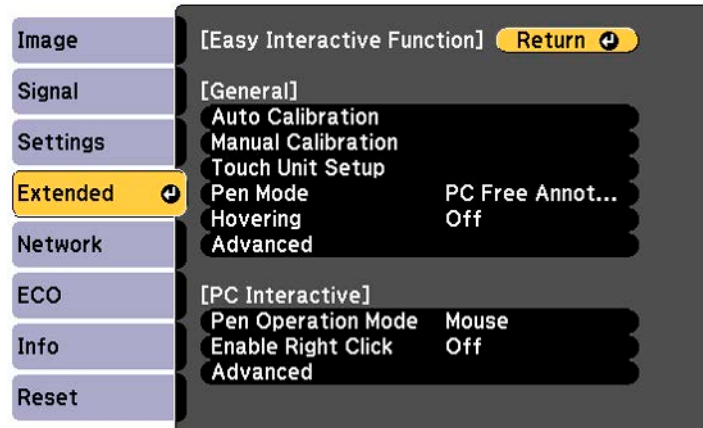 Image
Signal
Settings
Extended
Network
ECO
Info
Reset
[Easy Interactive Function] Return
[General]
Auto Calibration
Manual Calibration
Touch Unit Setup
Pen Mode PC Free Annot...
Hovering Off
Advanced
[PC Interactive]
Pen Operation Mode Mouse
Enable Right Click Off
Advanced